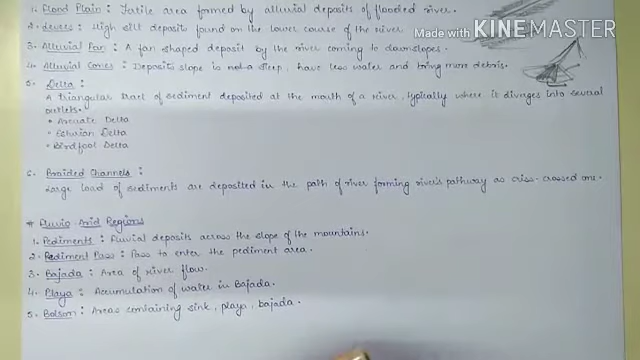 1. Flood Plain : Fertile area formed by alluvial deposits of flooded river.
2. Levees : High silt deposits found on the lower course of the river
3. Alluvial Fan : A fan shaped deposit by the river coming to downslopes.
4. Alluvial Cones : Deposits slope is not a steep, have less water and bring more debris.
5. Delta :
A triangular tract of sediment deposited at the mouth of a river, typically where it diverges into several
outlets.
• Arcuate Delta
• Esturian Delta
• Birdfoot Delta
6. Braided Channels :
Large load of sediments are deposited in the path of river forming river's pathway as criss-crossed one.
# Fluvio Arid Regions
1. Pediments : Fluvial deposits across the slope of the mountains.
2. Pediment Pass : Pass to enter the pediment area.
3. Bajada : Area of river flow.
4. Playa : Accumulation of water in Bajada.
5. Bolson : Areas containing sink, playa, bajada.
Made with KINEMASTER